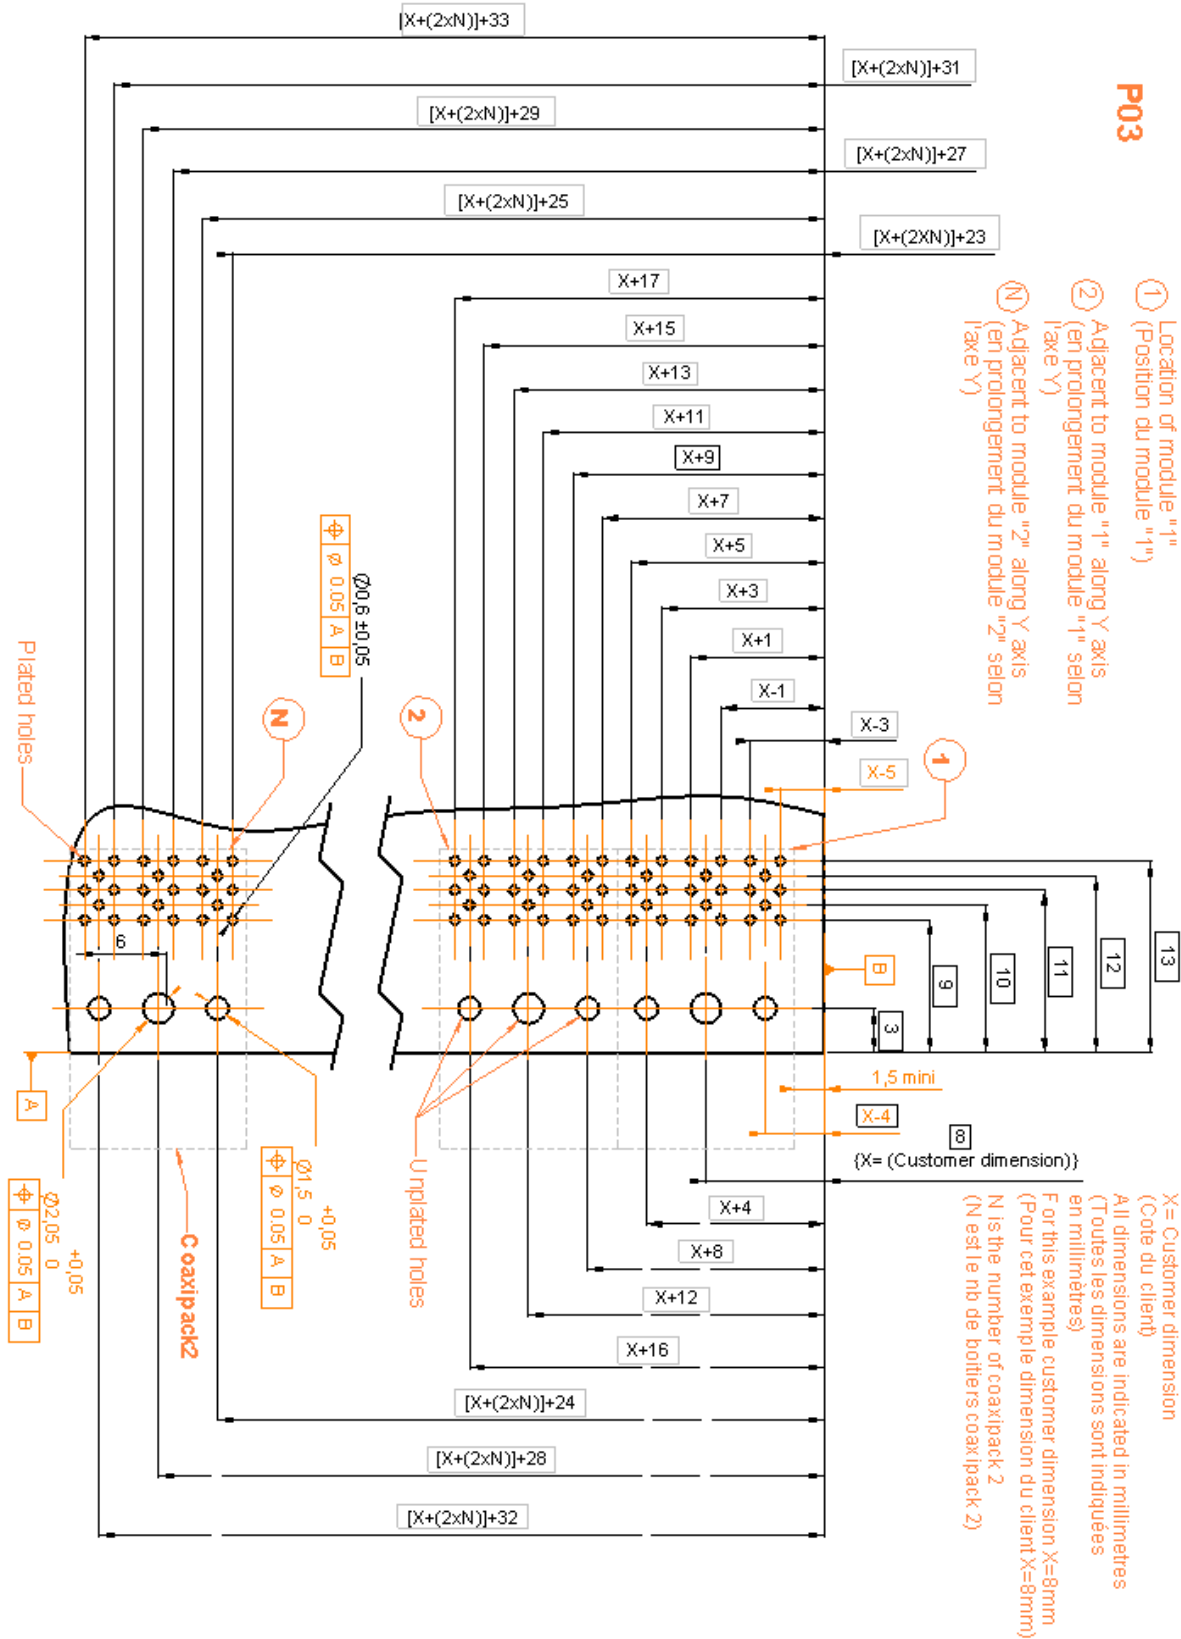 [X+(2xN)]+33
[X+(2xN)]+31
[X+(2xN)]+29
[X+(2xN)]+27
[X+(2xN)]+25
[X+(2XN)]+23
P03
1 Location of module "1"
(Position du module "1")
2 Adjacent to module "1" along Y axis
(en prolongement du module "1" selon
l'axe Y)
N Adjacent to module "2" along Y axis
(en prolongement du module "2" selon
l'axe Y)
X+17
X+15
X+13
X+11
X+9
X+7
X+5
X+3
X+1
X-1
X-3
X-5
Ø0,6 ±0,05
⌖ Ø 0.05 A B
Plated holes
N
2
1
6
B
13
12
11
10
9
3
A
1,5 mini
X-4
8
{X= (Customer dimension)}
+0,05
Ø1,5 0
⌖ Ø 0.05 A B
+0,05
Ø2,05 0
⌖ Ø 0.05 A B
Unplated holes
Coaxipack2
X+4
X+8
X+12
X+16
[X+(2xN)]+24
[X+(2xN)]+28
[X+(2xN)]+32
X= Customer dimension
(Cote du client)
All dimensions are indicated in millimetres
(Toutes les dimensions sont indiquées
en millimètres)
For this example customer dimension X=8mm
(Pour cet exemple dimension du client X=8mm)
N is the number of coaxipack 2
(N est le nb de boitiers coaxipack 2)